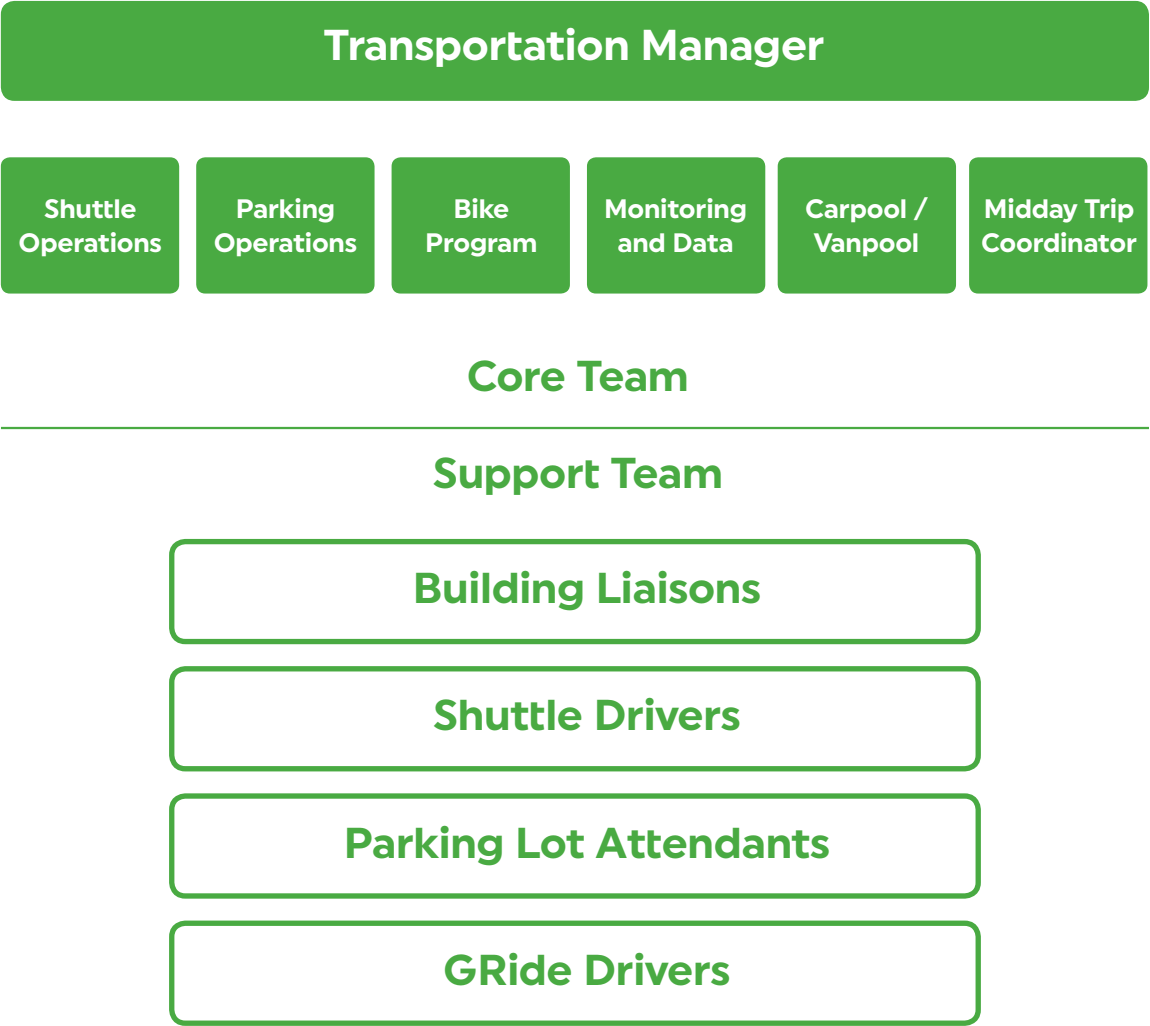 Transportation Manager
Shuttle
Operations
Parking
Operations
Bike
Program
Monitoring
and Data
Carpool /
Vanpool
Midday Trip
Coordinator
Core Team
Support Team
Building Liaisons
Shuttle Drivers
Parking Lot Attendants
GRide Drivers